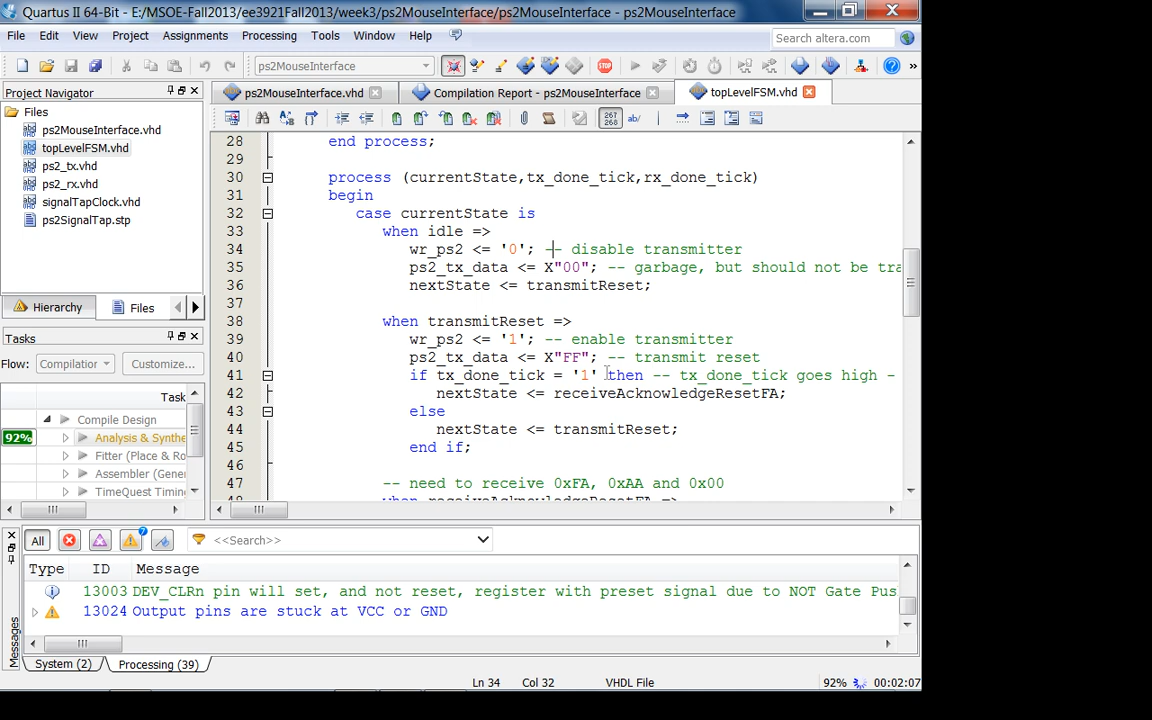 Quartus II 64-Bit - E:/MSOE-Fall2013/ee3921Fall2013/week3/ps2MouseInterface/ps2MouseInterface - ps2MouseInterface
File Edit View Project Assignments Processing Tools Window Help
Search altera.com
ps2MouseInterface
Project Navigator
ps2MouseInterface.vhd
Compilation Report - ps2MouseInterface
topLevelFSM.vhd
Files
ps2MouseInterface.vhd
topLevelFSM.vhd
ps2_tx.vhd
ps2_rx.vhd
signalTapClock.vhd
ps2SignalTap.stp
Hierarchy Files
Tasks
Flow: Compilation Customize...
Task
Compile Design
92% Analysis & Synthe
Fitter (Place & Ro
Assembler (Gener
TimeQuest Timing
267
268
ab/
28 end process;
29
30 process (currentState,tx_done_tick,rx_done_tick)
31 begin
32 case currentState is
33 when idle =>
34 wr_ps2 <= '0'; -- disable transmitter
35 ps2_tx_data <= X"00"; -- garbage, but should not be tra
36 nextState <= transmitReset;
37
38 when transmitReset =>
39 wr_ps2 <= '1'; -- enable transmitter
40 ps2_tx_data <= X"FF"; -- transmit reset
41 if tx_done_tick = '1' then -- tx_done_tick goes high -
42 nextState <= receiveAcknowledgeResetFA;
43 else
44 nextState <= transmitReset;
45 end if;
46
47 -- need to receive 0xFA, 0xAA and 0x00
48 when receiveAcknowledgeResetFA =>
All <<Search>>
Type ID Message
13003 DEV_CLRn pin will set, and not reset, register with preset signal due to NOT Gate Pus
13024 Output pins are stuck at VCC or GND
Messages
System (2) Processing (39)
Ln 34 Col 32 VHDL File 92% 00:02:07